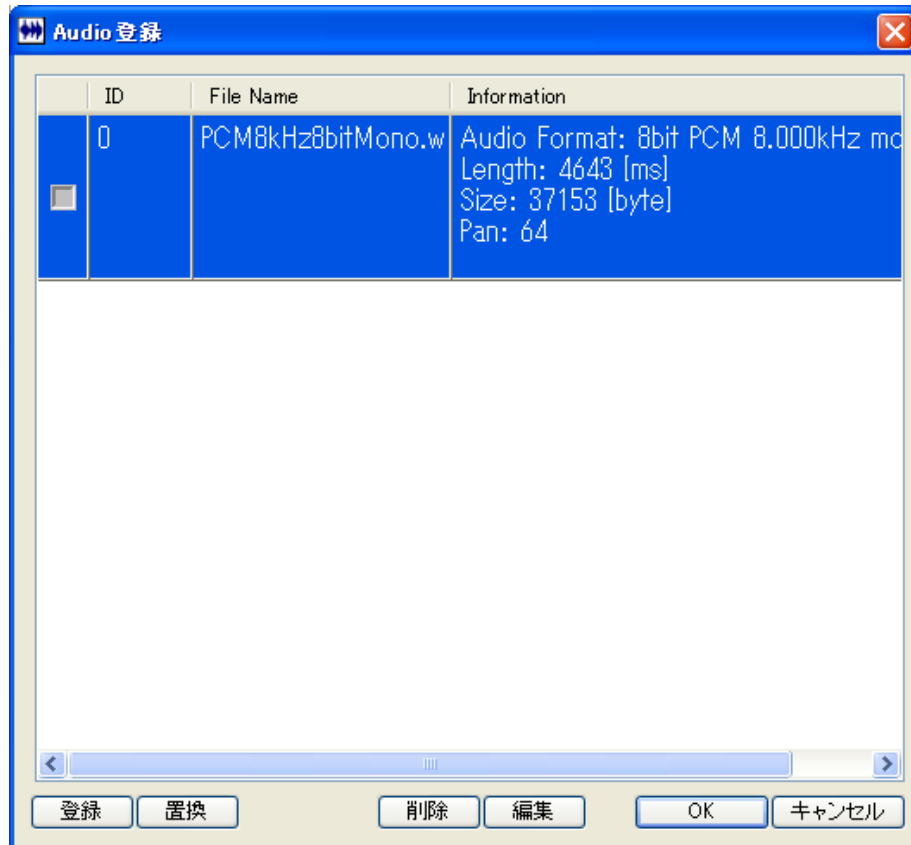 Audio 登録
ID File Name Information
0 PCM8kHz8bitMono.w Audio Format: 8bit PCM 8.000kHz mo
Length: 4643 [ms]
Size: 37153 [byte]
Pan: 64
登録 置換 削除 編集 OK キャンセル